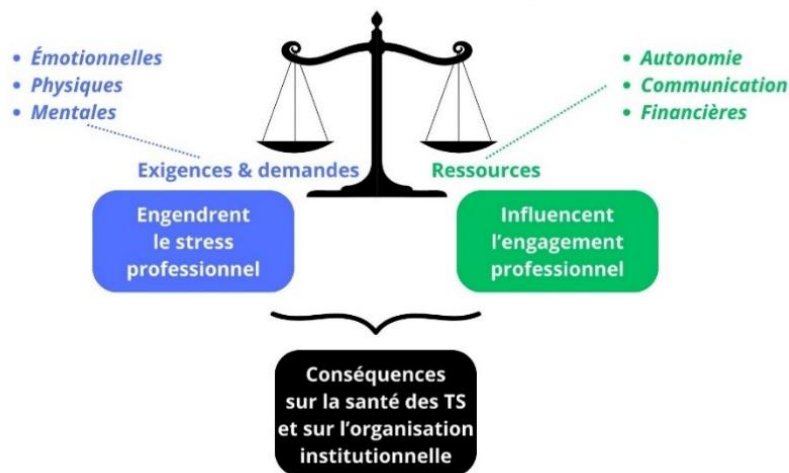 • Émotionnelles
• Physiques
• Mentales
• Autonomie
• Communication
• Financières
Exigences & demandes
Ressources
Engendrent
le stress
professionnel
Influencent
l'engagement
professionnel
Conséquences
sur la santé des TS
et sur l'organisation
institutionnelle